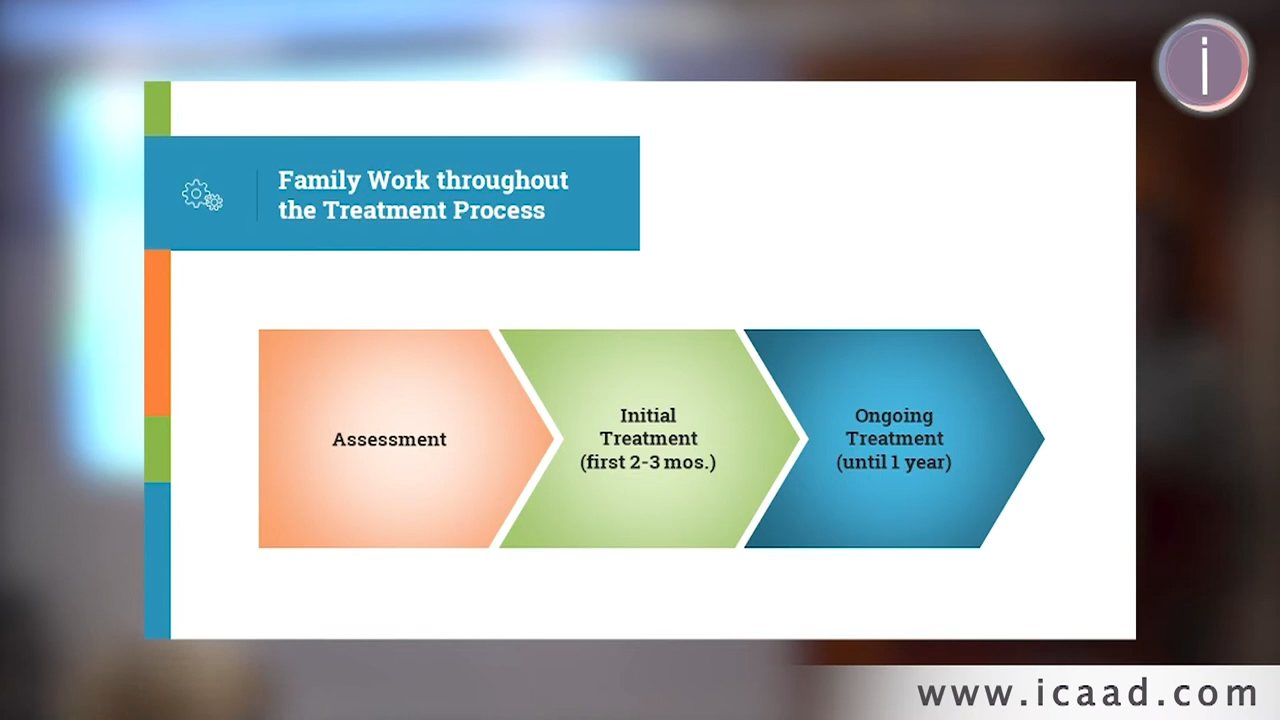 i
Family Work throughout
the Treatment Process
Assessment
Initial
Treatment
(first 2-3 mos.)
Ongoing
Treatment
(until 1 year)
www.icaad.com